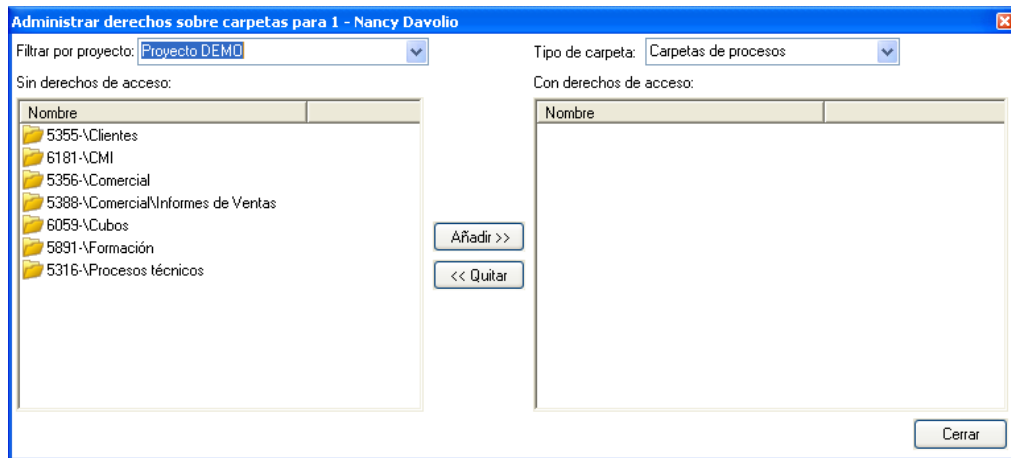 Administrar derechos sobre carpetas para 1 - Nancy Davolio
Filtrar por proyecto: Proyecto DEMO
Tipo de carpeta: Carpetas de procesos
Sin derechos de acceso:
Con derechos de acceso:
Nombre
Nombre
5355-\Clientes
6181-\CMI
5356-\Comercial
5388-\Comercial\Informes de Ventas
6059-\Cubos
5891-\Formación
5316-\Procesos técnicos
Añadir >>
<< Quitar
Cerrar